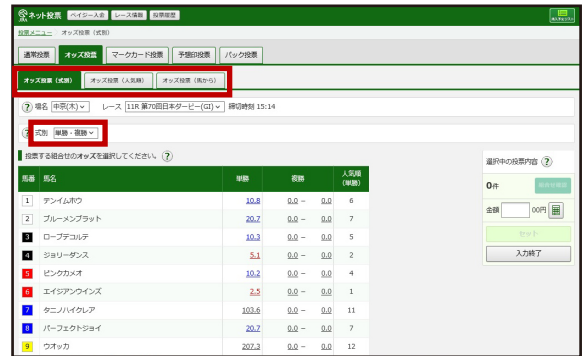 ネット投票 ペイジー入金 レース情報 投票履歴
投票メニュー オッズ投票(式別)
通常投票 オッズ投票 マークカード投票 予想印投票 パック投票
オッズ投票(式別) オッズ投票(人気順) オッズ投票(馬から)
? 場名 中京(木) レース 11R 第70回日本ダービー(GI) 締切時刻 15:14
? 式別 単勝・複勝
投票する組合せのオッズを選択してください。 ?
馬番 馬名 単勝 複勝 人気順(単勝)
1 テンイムホウ 10.8 0.0 − 0.0 6
2 ブルーメンブラット 20.7 0.0 − 0.0 7
3 ローブデコルテ 10.3 0.0 − 0.0 5
4 ジョリーダンス 5.1 0.0 − 0.0 2
5 ピンクカメオ 10.2 0.0 − 0.0 4
6 エイジアンウインズ 2.5 0.0 − 0.0 1
7 タニノハイクレア 103.6 0.0 − 0.0 11
8 パーフェクトジョイ 20.7 0.0 − 0.0 7
9 ウオッカ 207.3 0.0 − 0.0 12
選択中の投票内容 ?
0件
金額 00円
セット
入力終了